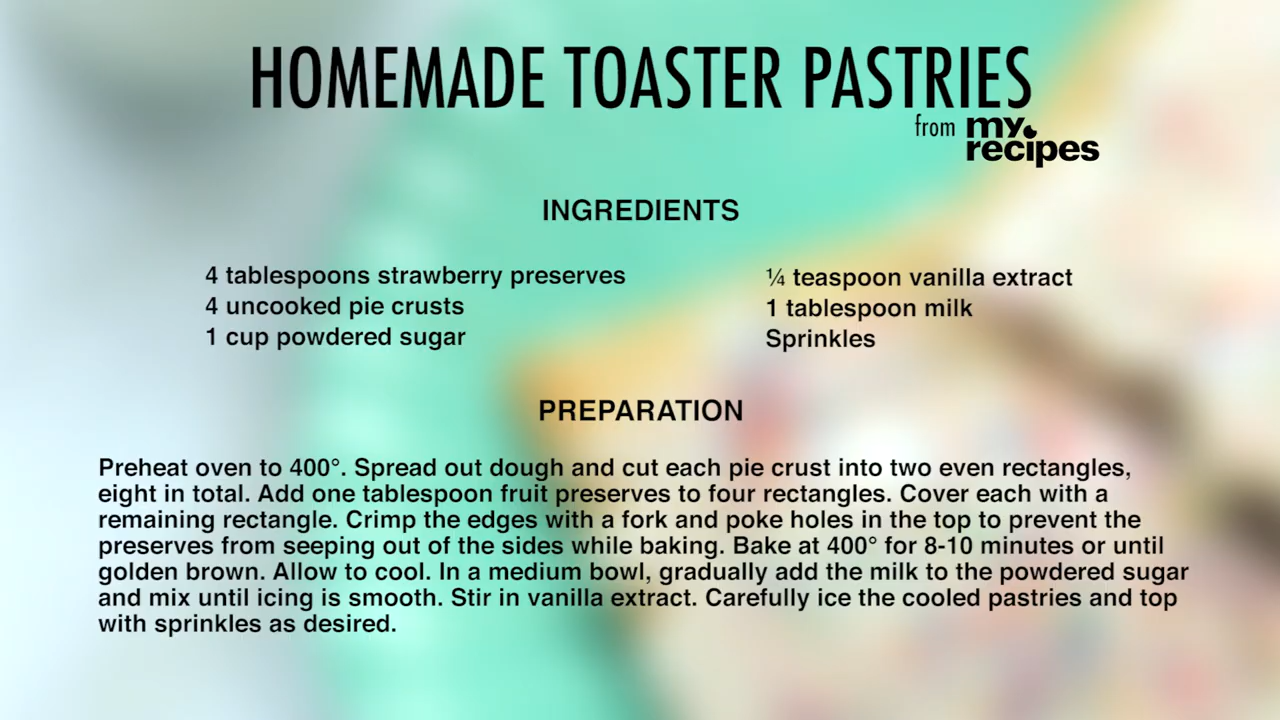 HOMEMADE TOASTER PASTRIES
from my recipes
INGREDIENTS
4 tablespoons strawberry preserves
4 uncooked pie crusts
1 cup powdered sugar
¼ teaspoon vanilla extract
1 tablespoon milk
Sprinkles
PREPARATION
Preheat oven to 400°. Spread out dough and cut each pie crust into two even rectangles,
eight in total. Add one tablespoon fruit preserves to four rectangles. Cover each with a
remaining rectangle. Crimp the edges with a fork and poke holes in the top to prevent the
preserves from seeping out of the sides while baking. Bake at 400° for 8-10 minutes or until
golden brown. Allow to cool. In a medium bowl, gradually add the milk to the powdered sugar
and mix until icing is smooth. Stir in vanilla extract. Carefully ice the cooled pastries and top
with sprinkles as desired.